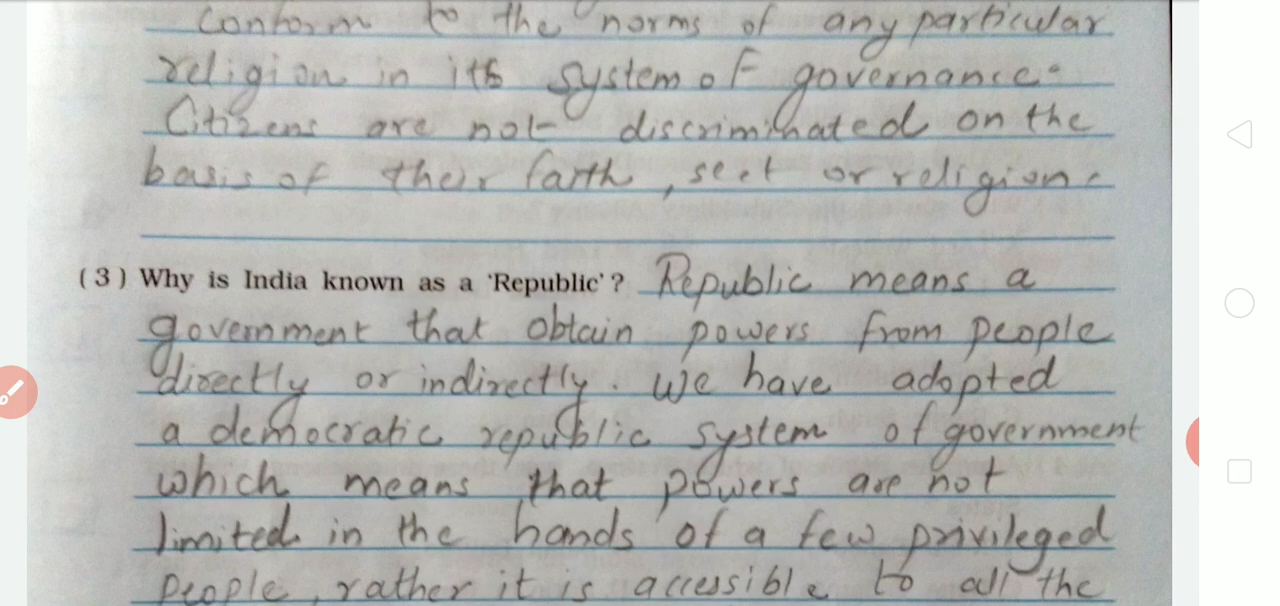 conform to the norms of any particular
religion in its system of governance.
Citizens are not discriminated on the
basis of their faith, sect or religion.
(3) Why is India known as a 'Republic'? Republic means a
government that obtain powers from people
directly or indirectly. We have adopted
a democratic republic system of government
which means that powers are not
limited in the hands of a few privileged
people, rather it is accessible to all the